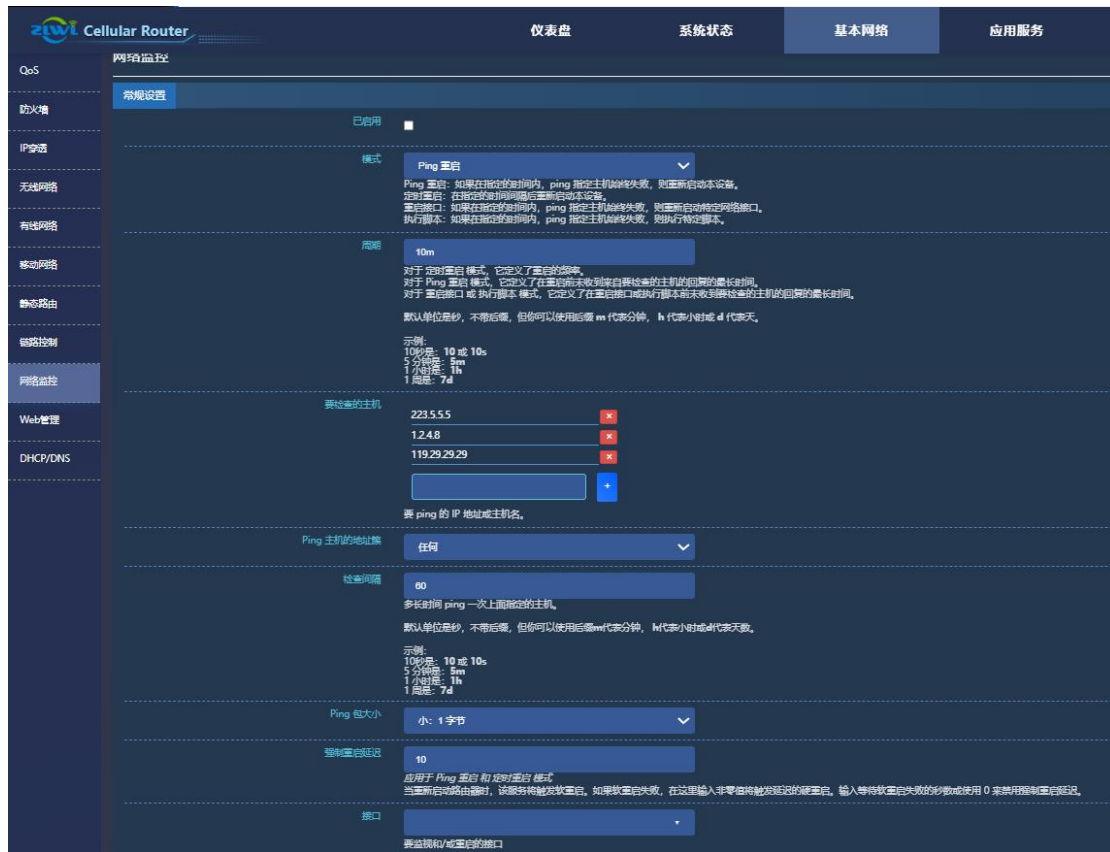 ziwi Cellular Router
仪表盘
系统状态
基本网络
应用服务
QoS
防火墙
IP穿透
无线网络
有线网络
移动网络
静态路由
链路控制
网络监控
Web管理
DHCP/DNS
网络监控
常规设置
已启用
模式
Ping 重启
Ping 重启: 如果在指定的时间内，ping 指定主机始终失败，则重新启动本设备。
定时重启: 在指定的时间间隔后重新启动本设备。
重启接口: 如果在指定的时间内，ping 指定主机始终失败，则重新启动特定网络接口。
执行脚本: 如果在指定的时间内，ping 指定主机始终失败，则执行特定脚本。
周期
10m
对于 定时重启 模式，它定义了重启的频率。
对于 Ping 重启 模式，它定义了在重启前未收到来自要检查的主机的回复的最长时间。
对于 重启接口 或 执行脚本 模式，它定义了在重启接口或执行脚本前未收到要检查的主机的回复的最长时间。
默认单位是秒，不带后缀，但你可以使用后缀 m 代表分钟， h 代表小时或 d 代表天。
示例:
10秒是: 10 或 10s
5 分钟是: 5m
1 小时是: 1h
1 周是: 7d
要检查的主机
223.5.5.5
1.2.4.8
119.29.29.29
+
要 ping 的 IP 地址或主机名。
Ping 主机的地址簇
任何
检查间隔
60
多长时间 ping 一次上面指定的主机。
默认单位是秒，不带后缀，但你可以使用后缀m代表分钟， h代表小时或d代表天数。
示例:
10秒是: 10 或 10s
5 分钟是: 5m
1 小时是: 1h
1 周是: 7d
Ping 包大小
小: 1 字节
强制重启延迟
10
应用于 Ping 重启 和 定时重启 模式
当重新启动路由器时，该服务将触发软重启。如果软重启失败，在这里输入非零值将触发延迟的硬重启。输入等待软重启失败的秒数或使用 0 来禁用强制重启延迟。
接口
要监视和/或重启的接口